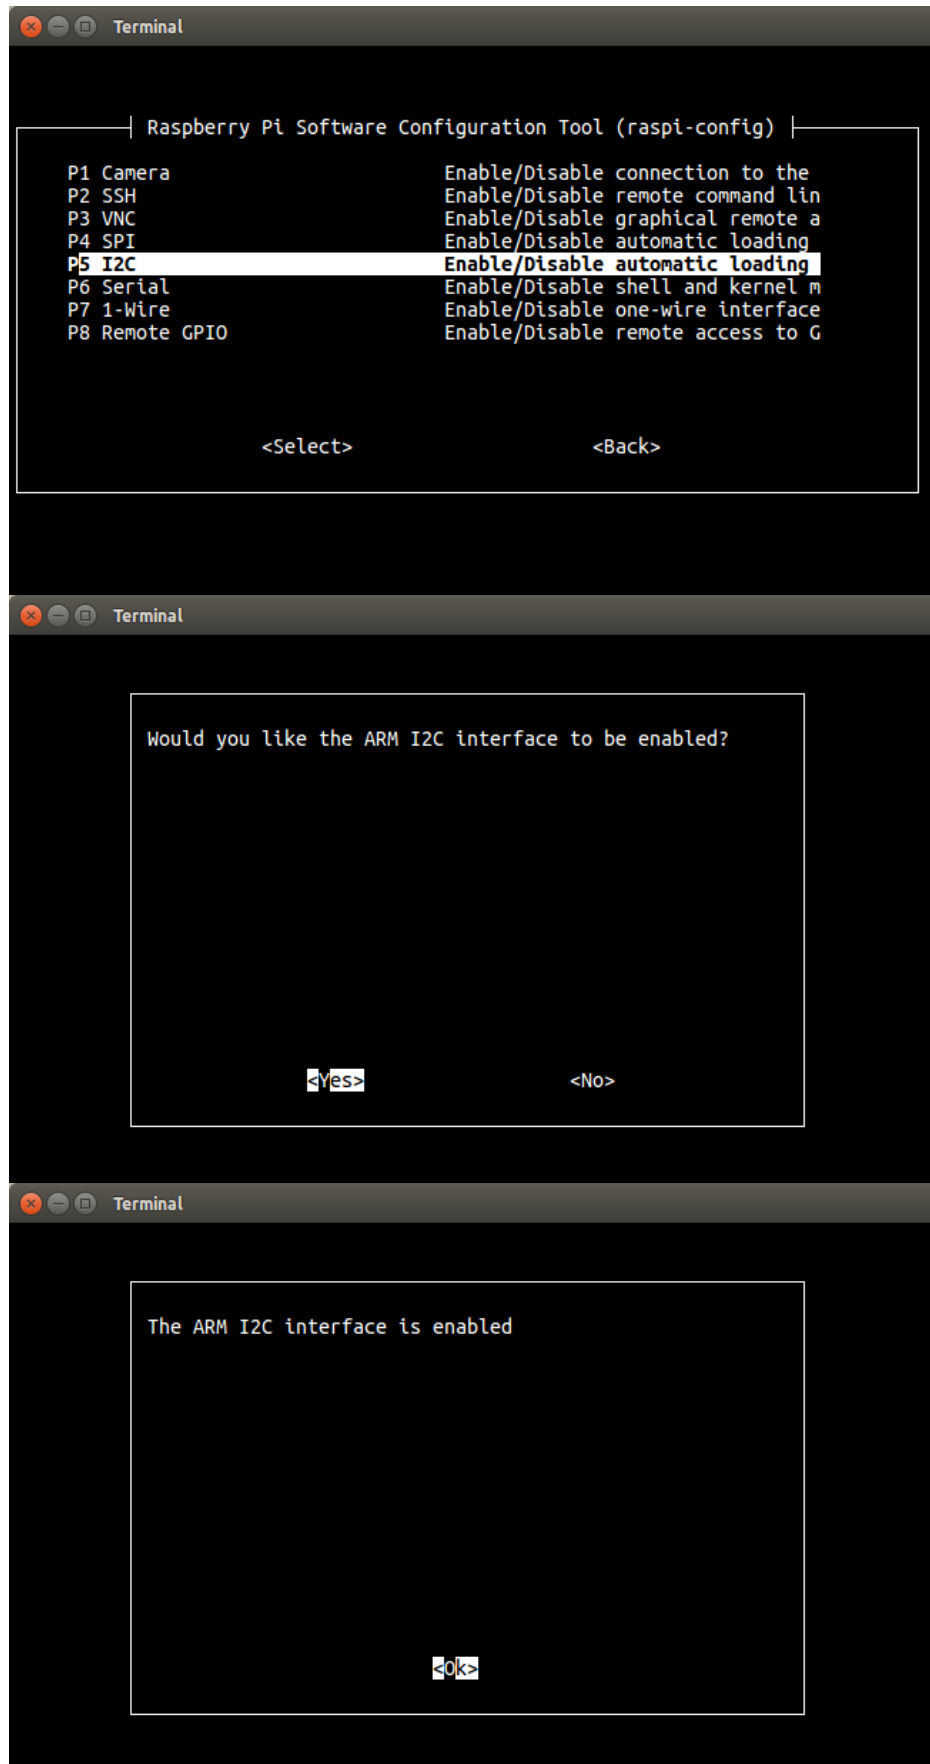 Terminal
Raspberry Pi Software Configuration Tool (raspi-config)
P1 Camera Enable/Disable connection to the
P2 SSH Enable/Disable remote command lin
P3 VNC Enable/Disable graphical remote a
P4 SPI Enable/Disable automatic loading
P5 I2C Enable/Disable automatic loading
P6 Serial Enable/Disable shell and kernel m
P7 1-Wire Enable/Disable one-wire interface
P8 Remote GPIO Enable/Disable remote access to G
<Select> <Back>
Terminal
Would you like the ARM I2C interface to be enabled?
<Yes> <No>
Terminal
The ARM I2C interface is enabled
<Ok>